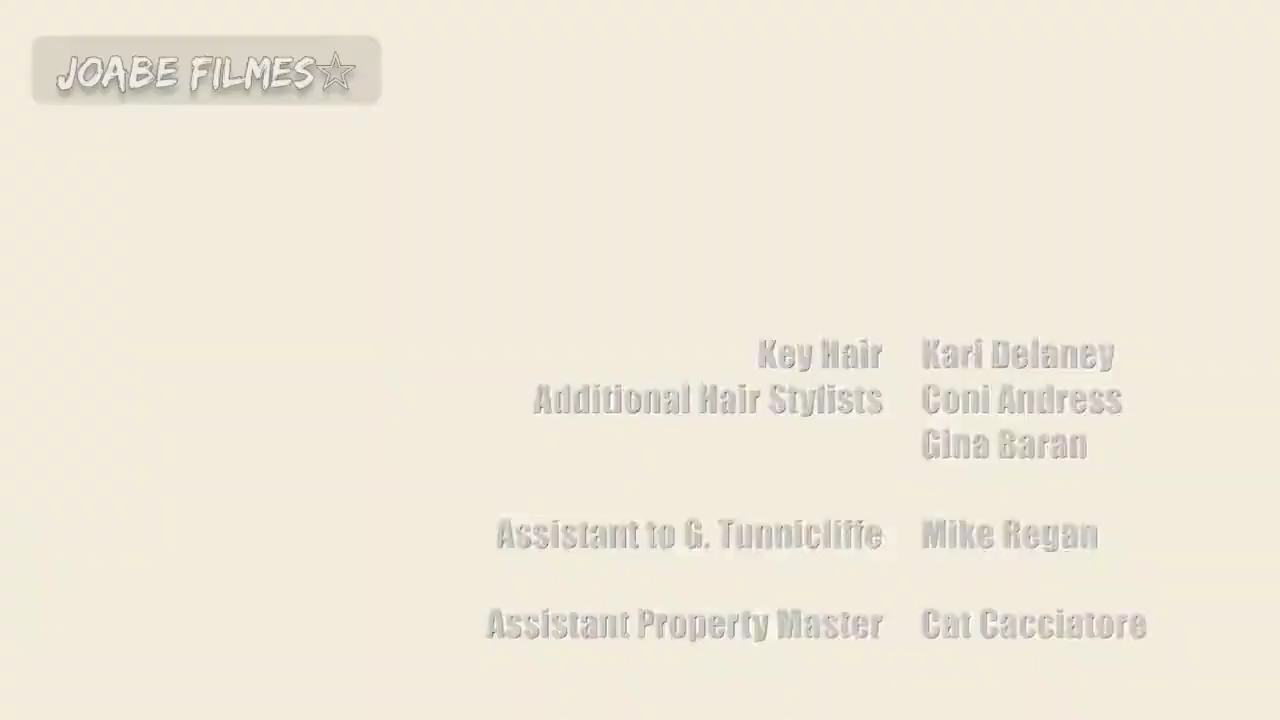 JOABE FILMES☆
Key Hair Kari Delaney
Additional Hair Stylists Coni Andress
Gina Baran
Assistant to G. Tunnicliffe Mike Regan
Assistant Property Master Cat Cacciatore